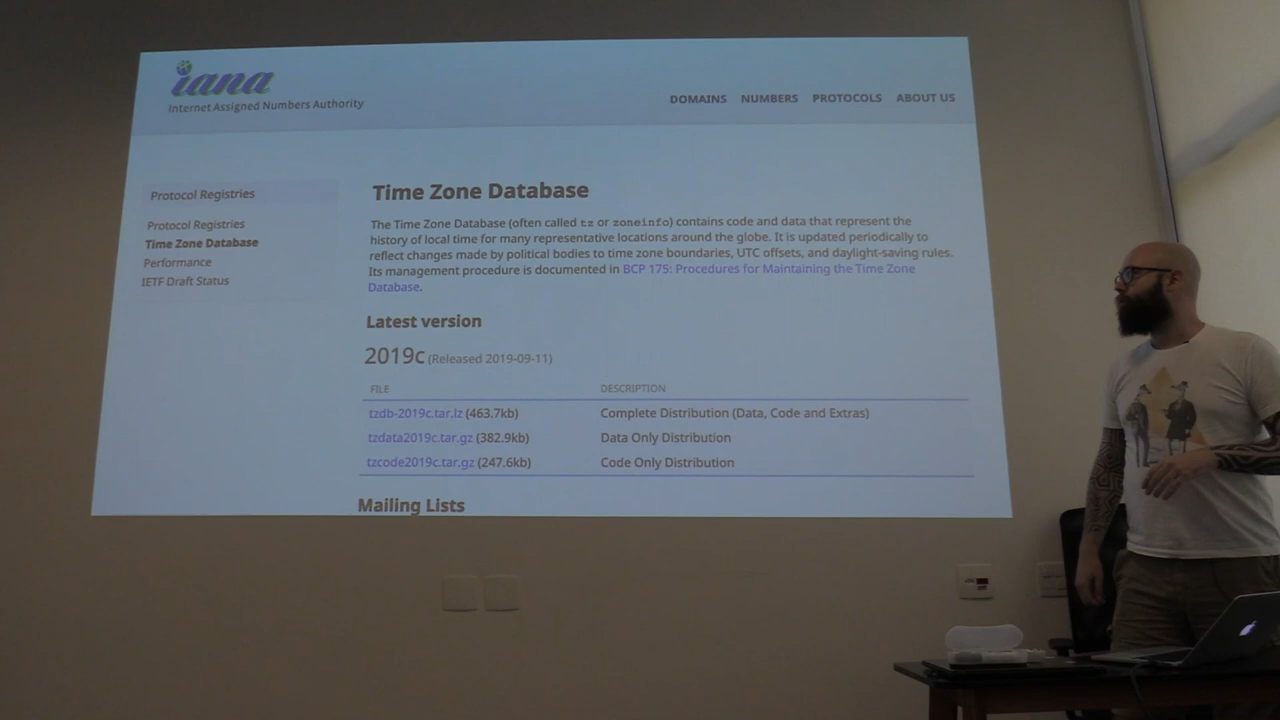 iana
Internet Assigned Numbers Authority
DOMAINS NUMBERS PROTOCOLS ABOUT US
Protocol Registries
Protocol Registries
Time Zone Database
Performance
IETF Draft Status
Time Zone Database
The Time Zone Database (often called tz or zoneinfo) contains code and data that represent the
history of local time for many representative locations around the globe. It is updated periodically to
reflect changes made by political bodies to time zone boundaries, UTC offsets, and daylight-saving rules.
Its management procedure is documented in BCP 175: Procedures for Maintaining the Time Zone
Database.
Latest version
2019c (Released 2019-09-11)
FILE DESCRIPTION
tzdb-2019c.tar.lz (463.7kb) Complete Distribution (Data, Code and Extras)
tzdata2019c.tar.gz (382.9kb) Data Only Distribution
tzcode2019c.tar.gz (247.6kb) Code Only Distribution
Mailing Lists